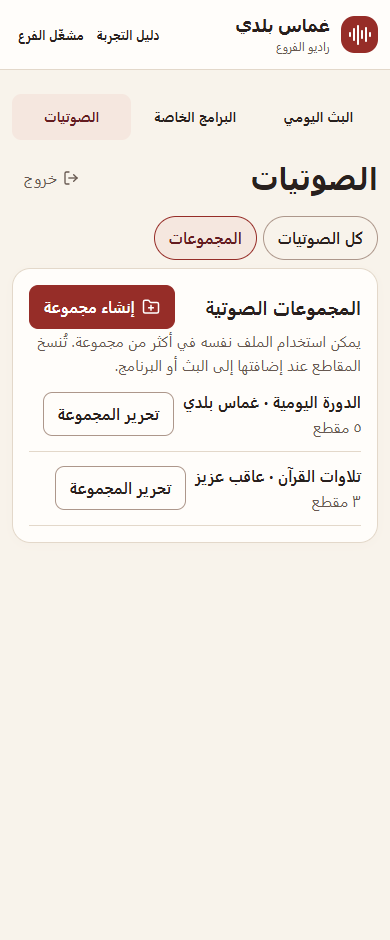 غماس بلدي
راديو الفروع
دليل التجربة
مشغّل الفرع
البث اليومي
البرامج الخاصة
الصوتيات
الصوتيات
خروج
كل الصوتيات
المجموعات
المجموعات الصوتية
إنشاء مجموعة
يمكن استخدام الملف نفسه في أكثر من مجموعة. تُنسخ
المقاطع عند إضافتها إلى البث أو البرنامج.
الدورة اليومية · غماس بلدي
٥ مقطع
تحرير المجموعة
تلاوات القرآن · عاقب عزيز
٣ مقطع
تحرير المجموعة